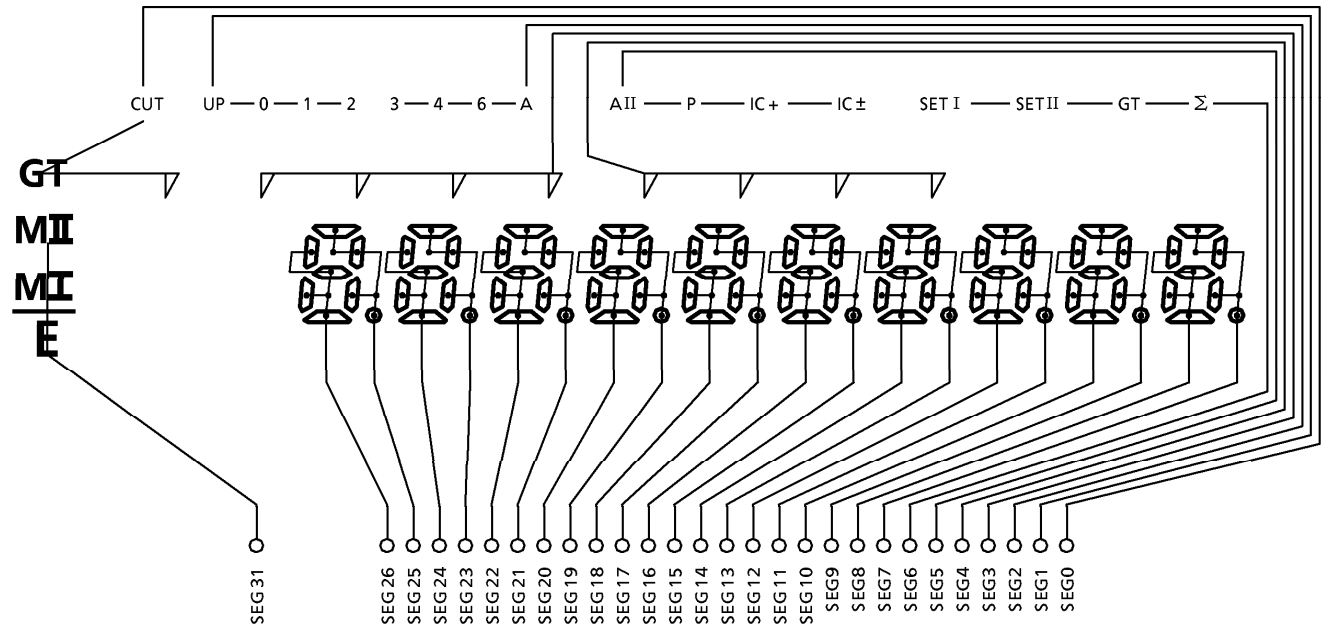 CUT UP 0 1 2 3 4 6 A AII P IC+ IC± SET I SET II GT Σ
GT
MII
MI
E
SEG31 SEG26 SEG25 SEG24 SEG23 SEG22 SEG21 SEG20 SEG19 SEG18 SEG17 SEG16 SEG15 SEG14 SEG13 SEG12 SEG11 SEG10 SEG9 SEG8 SEG7 SEG6 SEG5 SEG4 SEG3 SEG2 SEG1 SEG0